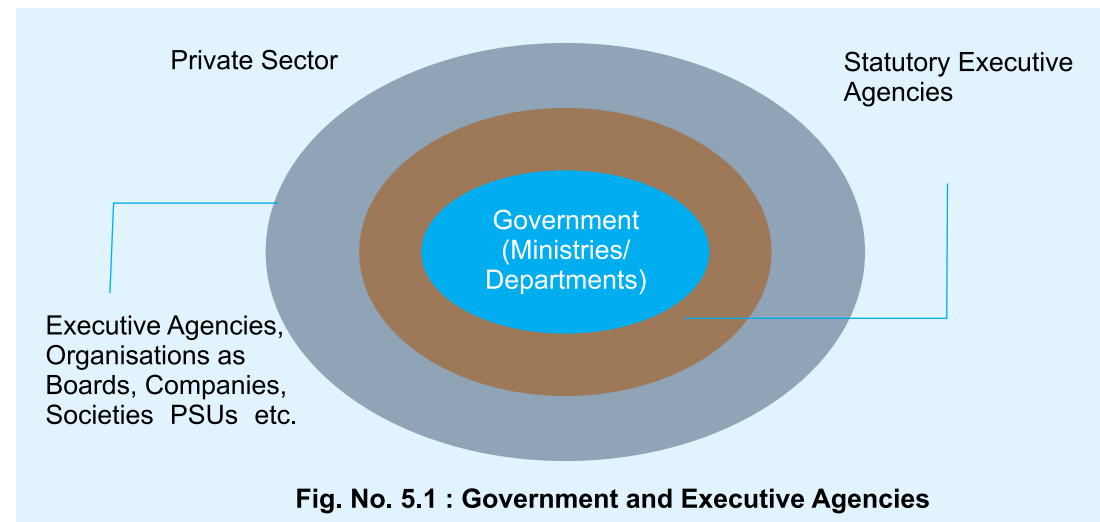 Private Sector
Statutory Executive
Agencies
Government
(Ministries/
Departments)
Executive Agencies,
Organisations as
Boards, Companies,
Societies PSUs etc.
Fig. No. 5.1 : Government and Executive Agencies